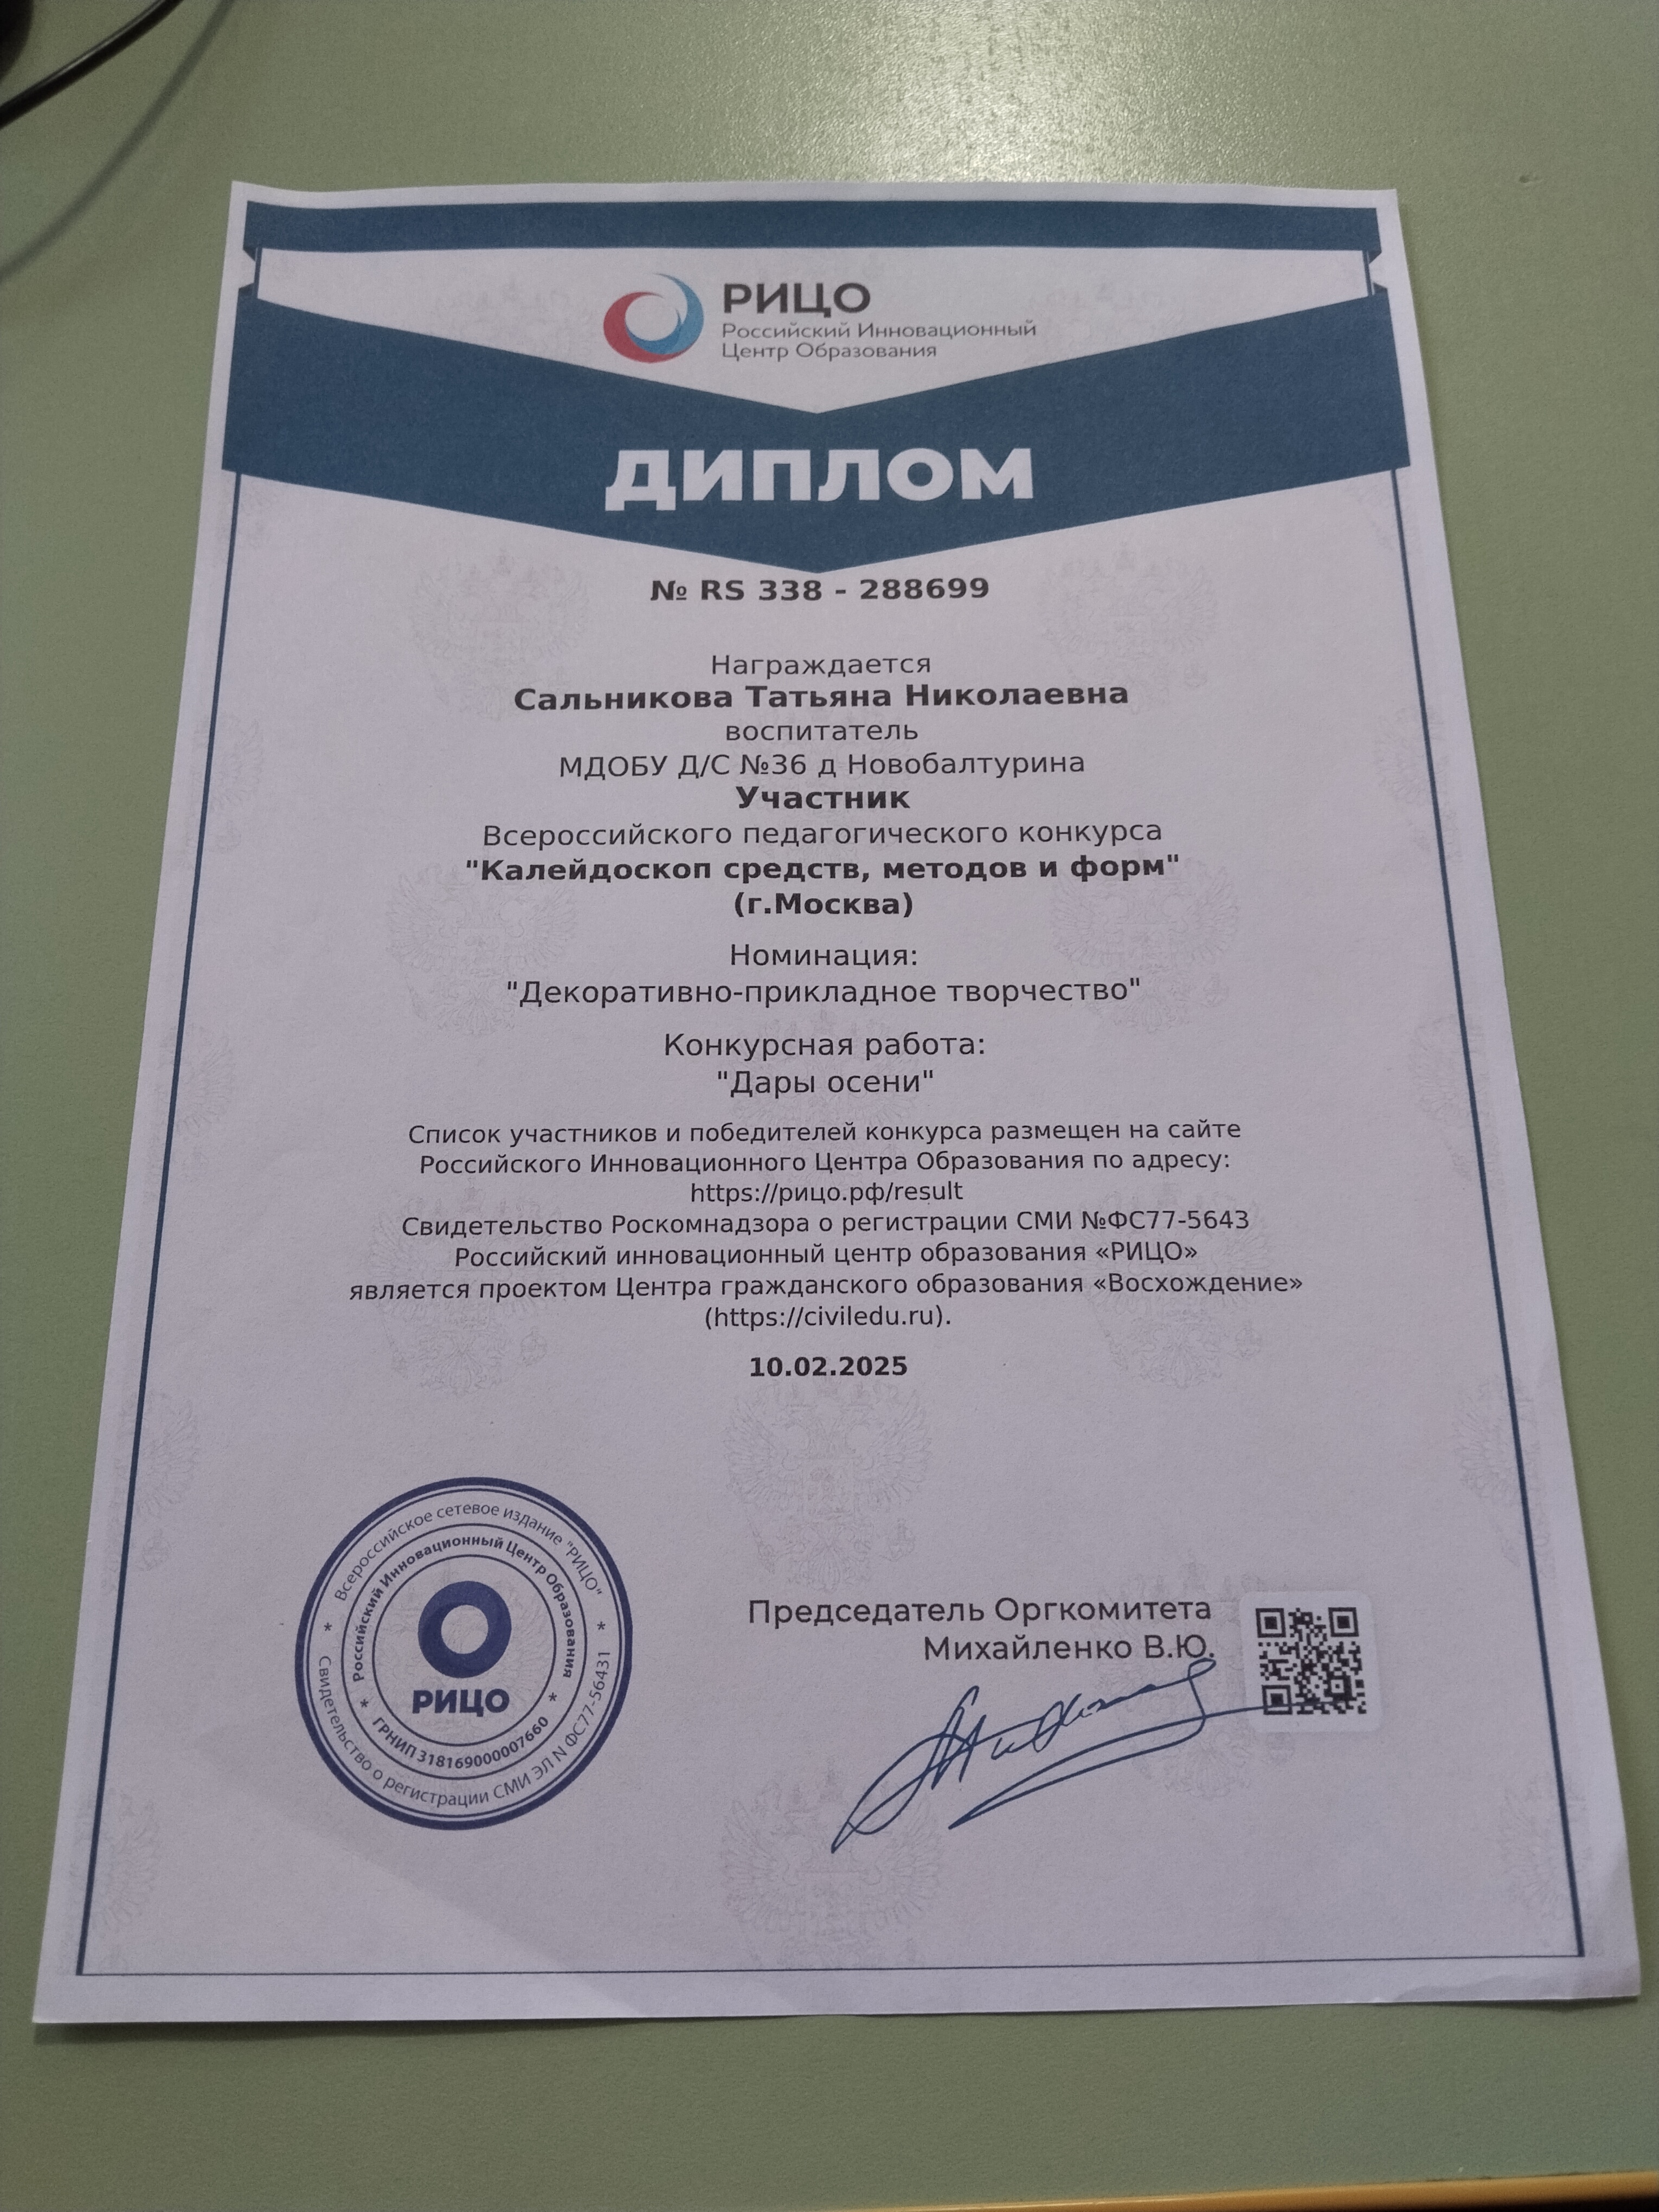 РИЦО
Российский Инновационный
Центр Образования
ДИПЛОМ
№ RS 338 - 288699
Награждается
Сальникова Татьяна Николаевна
воспитатель
МДОБУ Д/С №36 д Новобалтурина
Участник
Всероссийского педагогического конкурса
"Калейдоскоп средств, методов и форм"
(г.Москва)
Номинация:
"Декоративно-прикладное творчество"
Конкурсная работа:
"Дары осени"
Список участников и победителей конкурса размещен на сайте
Российского Инновационного Центра Образования по адресу:
https://рицо.рф/result
Свидетельство Роскомнадзора о регистрации СМИ №ФС77-5643
Российский инновационный центр образования «РИЦО»
является проектом Центра гражданского образования «Восхождение»
(https://civiledu.ru).
10.02.2025
Всероссийское сетевое издание "РИЦО"
* Свидетельство о регистрации СМИ ЭЛ N ФС77-56431 *
Российский Инновационный Центр Образования
* ГРНИП 318169000007660 *
РИЦО
Председатель Оргкомитета
Михайленко В.Ю.